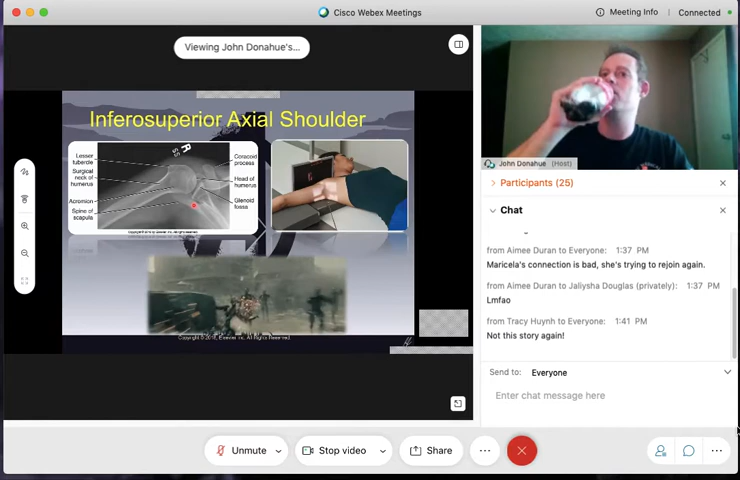 Cisco Webex Meetings
Meeting Info
Connected
Viewing John Donahue's...
Inferosuperior Axial Shoulder
Lesser
tubercle
Surgical
neck of
humerus
Acromion
Spine of
scapula
R
Coracoid
process
Head of
humerus
Glenoid
fossa
John Donahue (Host)
Participants (25)
Chat
from Aimee Duran to Everyone: 1:37 PM
Maricela's connection is bad, she's trying to rejoin again.
from Aimee Duran to Jaliysha Douglas (privately): 1:37 PM
Lmfao
from Tracy Huynh to Everyone: 1:41 PM
Not this story again!
Send to: Everyone
Enter chat message here
Unmute
Stop video
Share